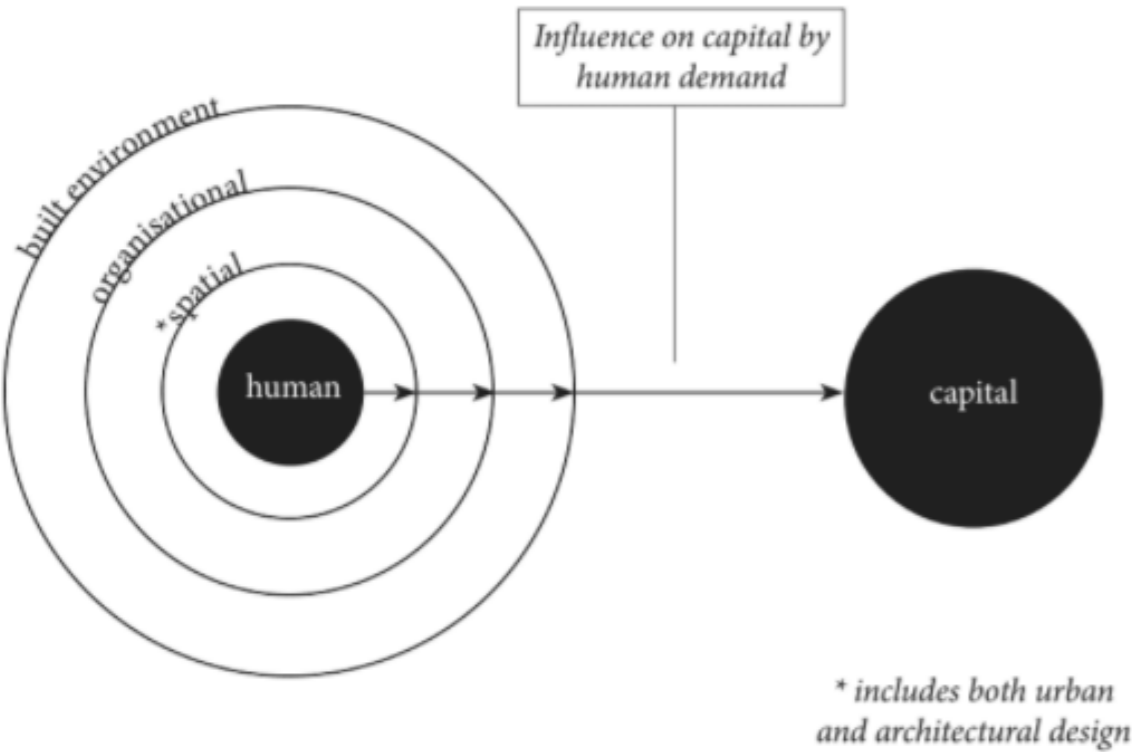 Influence on capital by
human demand
built environment
organisational
*spatial
human
capital
* includes both urban
and architectural design